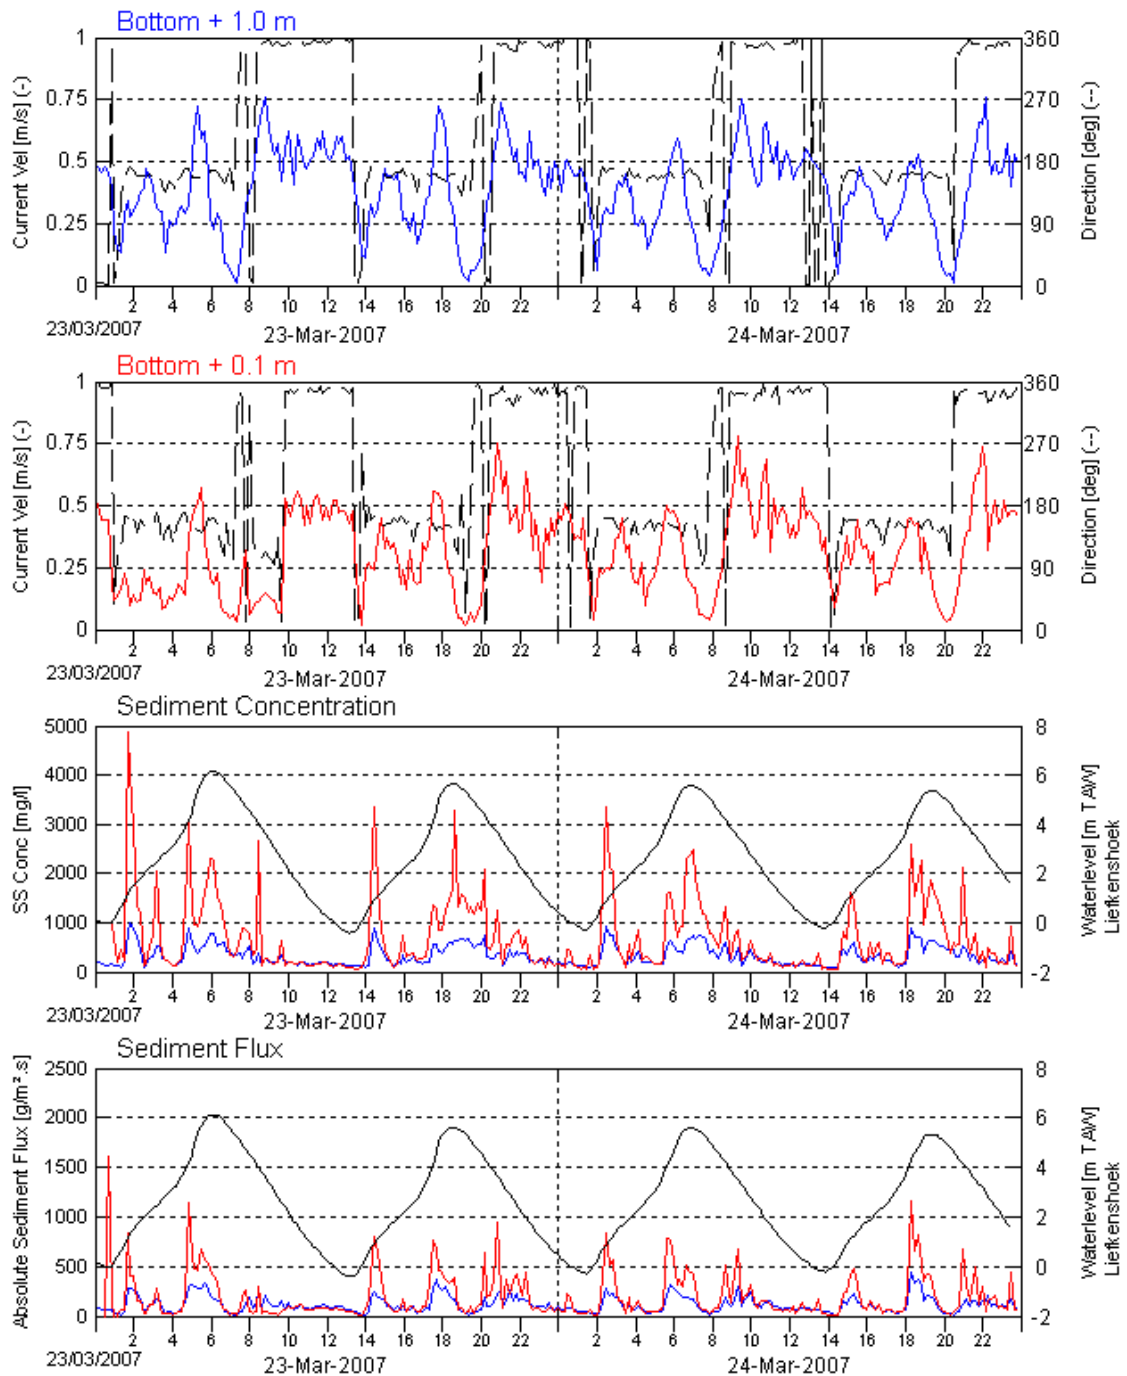 Bottom + 1.0 m
Current Vel [m/s] (-)
1
0.75
0.5
0.25
0
360
270
180
90
0
Direction [deg] (--)
2 4 6 8 10 12 14 16 18 20 22 2 4 6 8 10 12 14 16 18 20 22
23/03/2007
23-Mar-2007 24-Mar-2007
Bottom + 0.1 m
Current Vel [m/s] (-)
1
0.75
0.5
0.25
0
360
270
180
90
0
Direction [deg] (--)
2 4 6 8 10 12 14 16 18 20 22 2 4 6 8 10 12 14 16 18 20 22
23/03/2007
23-Mar-2007 24-Mar-2007
Sediment Concentration
SS Conc [mg/l]
5000
4000
3000
2000
1000
0
8
6
4
2
0
-2
Waterlevel [m TAW]
Liefkenshoek
2 4 6 8 10 12 14 16 18 20 22 2 4 6 8 10 12 14 16 18 20 22
23/03/2007
23-Mar-2007 24-Mar-2007
Sediment Flux
Absolute Sediment Flux [g/m².s]
2500
2000
1500
1000
500
0
8
6
4
2
0
-2
Waterlevel [m TAW]
Liefkenshoek
2 4 6 8 10 12 14 16 18 20 22 2 4 6 8 10 12 14 16 18 20 22
23/03/2007
23-Mar-2007 24-Mar-2007